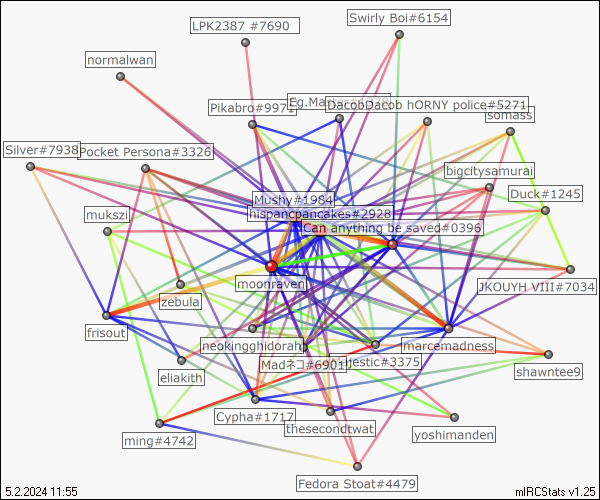 Swirly Boi#6154
LPK2387 #7690
normalwan
Pikabro#9971
Eg.Mas
DacobDacob hORNY police#5271
somass
Silver#7938
Pocket Persona#3326
bigcitysamurai
Duck#1245
Mushy#1984
mukszi
hispanicpancakes#2928
Can anything be saved#0396
moonraven
JKOUYH VIII#7034
zebula
frisout
neokingghidorah
marcemadness
Madネコ#6901
jestic#3375
eliakith
shawntee9
Cypha#1717
thesecondtwat
yoshimanden
ming#4742
Fedora Stoat#4479
5.2.2024 11:55
mIRCStats v1.25